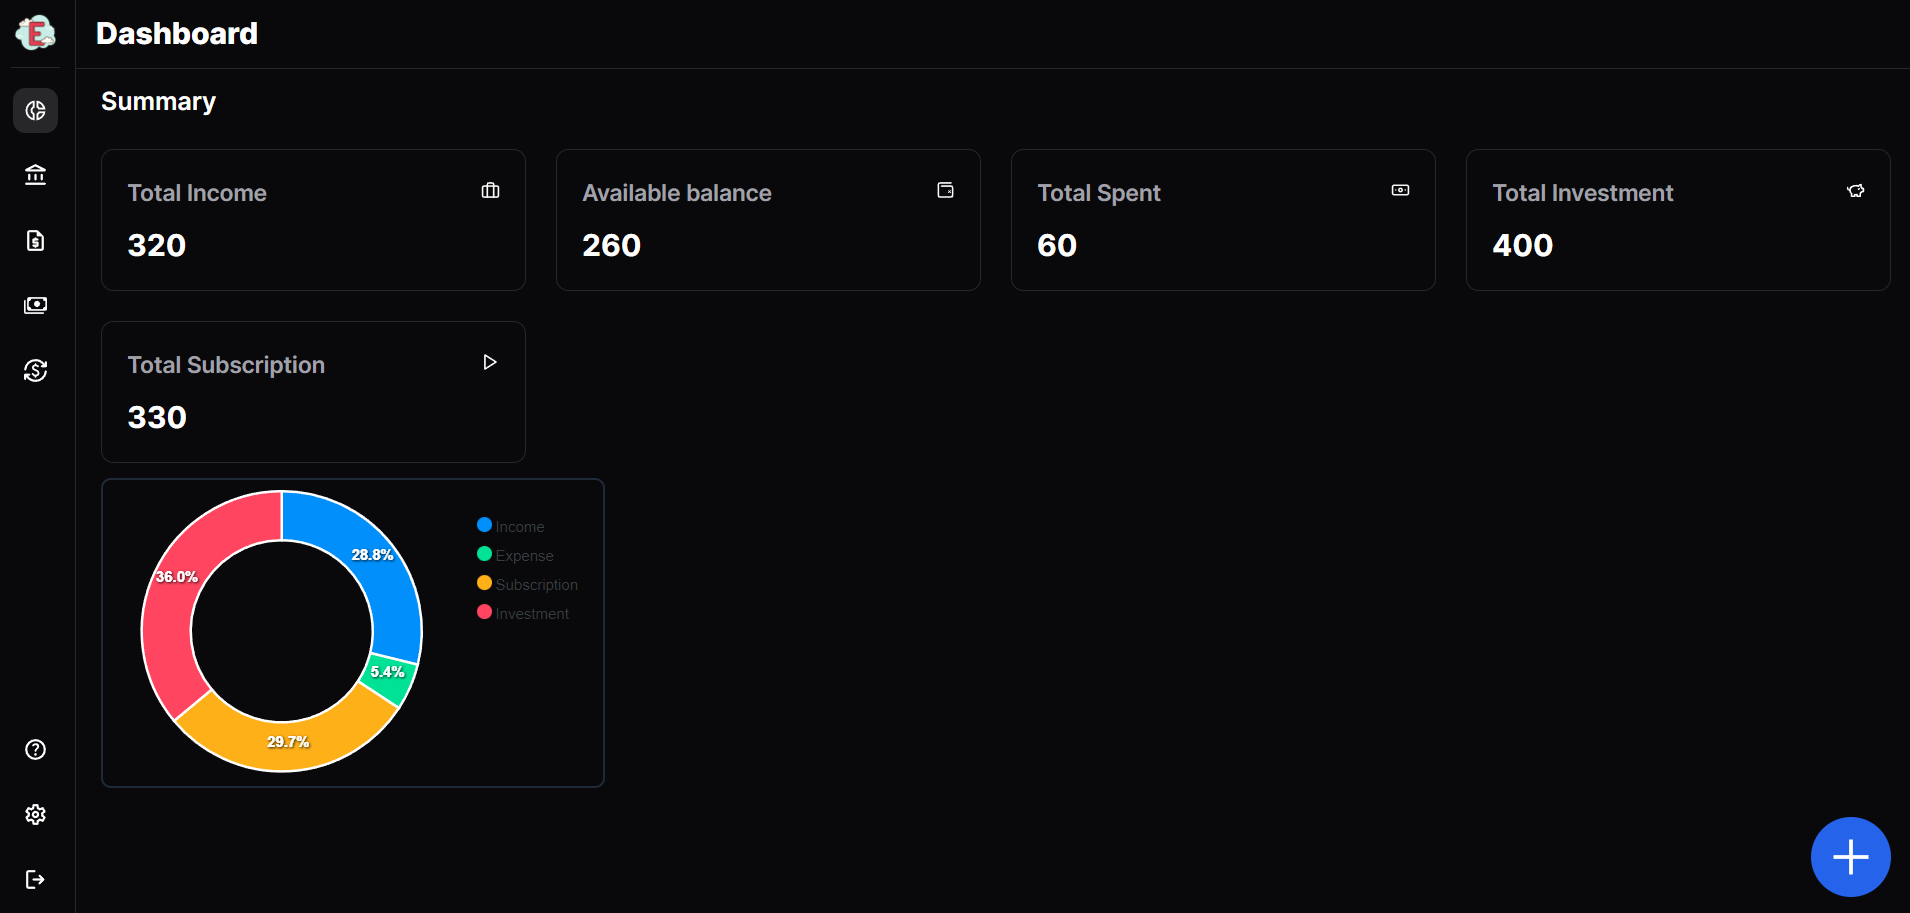 E
Dashboard
Summary
Total Income
320
Available balance
260
Total Spent
60
Total Investment
400
Total Subscription
330
28.8%
5.4%
29.7%
36.0%
Income
Expense
Subscription
Investment